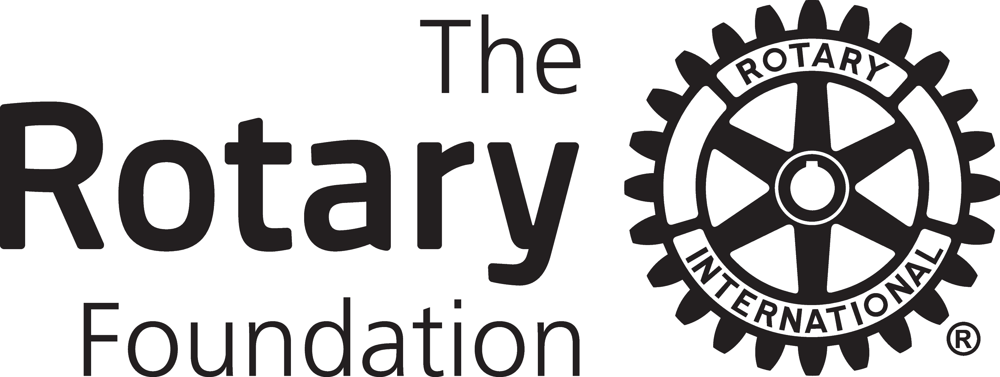 The
Rotary
Foundation
ROTARY
INTERNATIONAL
®